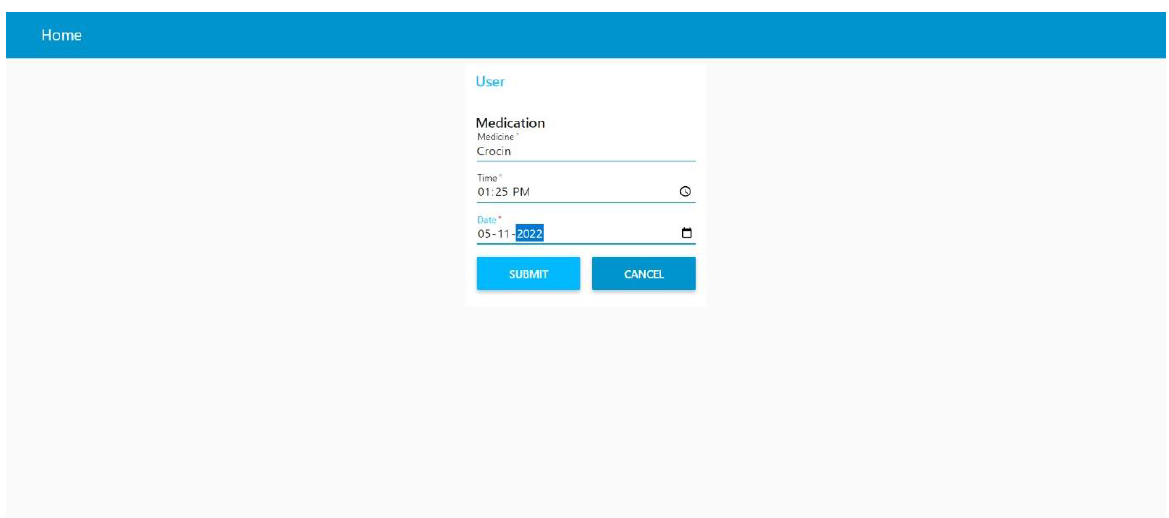 Home
User
Medication
Medicine *
Crocin
Time *
01:25 PM
Date *
05-11-2022
SUBMIT CANCEL